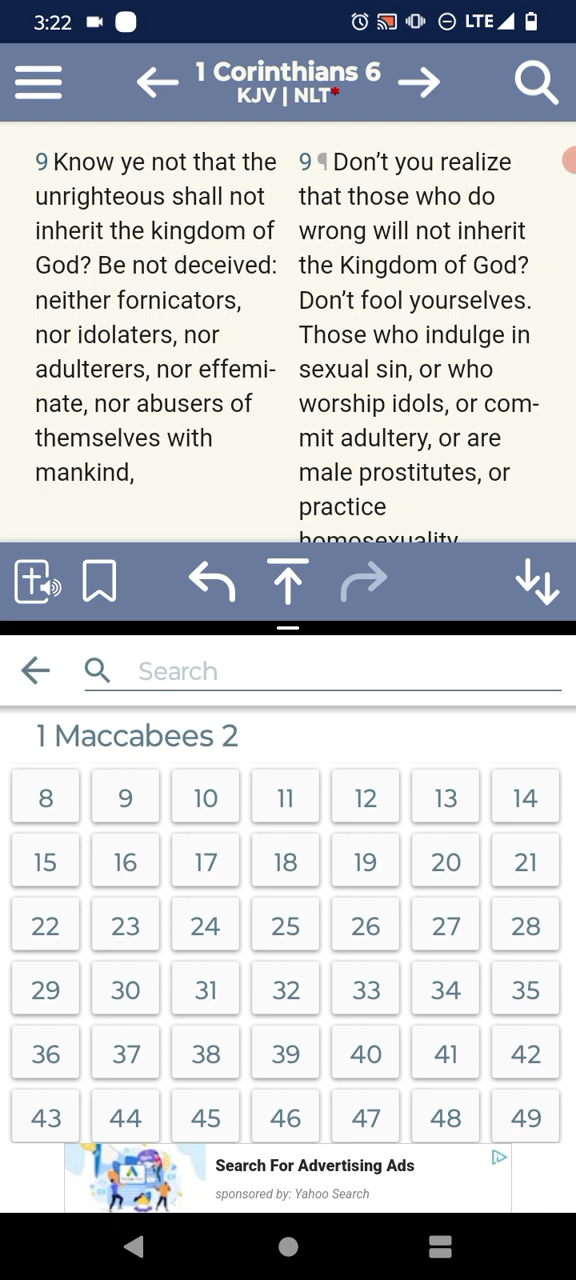 3:22 LTE
1 Corinthians 6
KJV | NLT*
9 Know ye not that the
unrighteous shall not
inherit the kingdom of
God? Be not deceived:
neither fornicators,
nor idolaters, nor
adulterers, nor effemi-
nate, nor abusers of
themselves with
mankind,
9 ¶ Don’t you realize
that those who do
wrong will not inherit
the Kingdom of God?
Don’t fool yourselves.
Those who indulge in
sexual sin, or who
worship idols, or com-
mit adultery, or are
male prostitutes, or
practice
homosexuality
Search
1 Maccabees 2
8 9 10 11 12 13 14
15 16 17 18 19 20 21
22 23 24 25 26 27 28
29 30 31 32 33 34 35
36 37 38 39 40 41 42
43 44 45 46 47 48 49
Search For Advertising Ads
sponsored by: Yahoo Search